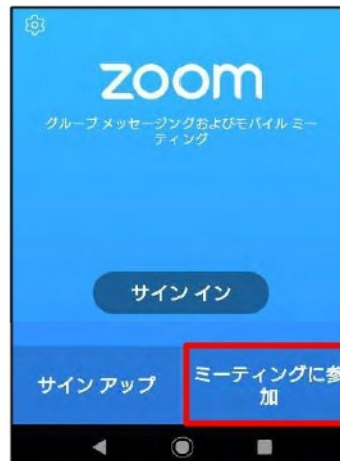 zoom
グループ メッセージングおよびモバイル ミー
ティング
サイン イン
サイン アップ
ミーティングに参
加